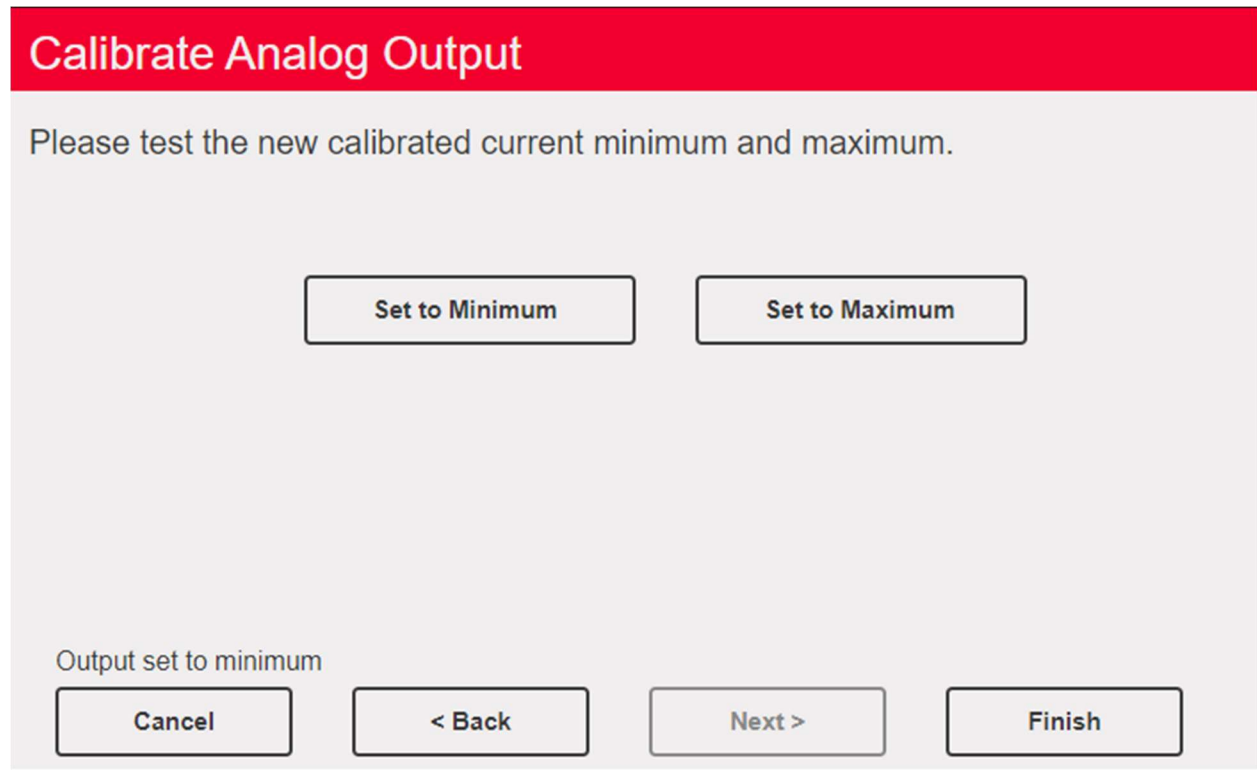 Calibrate Analog Output
Please test the new calibrated current minimum and maximum.
Set to Minimum
Set to Maximum
Output set to minimum
Cancel
< Back
Next >
Finish